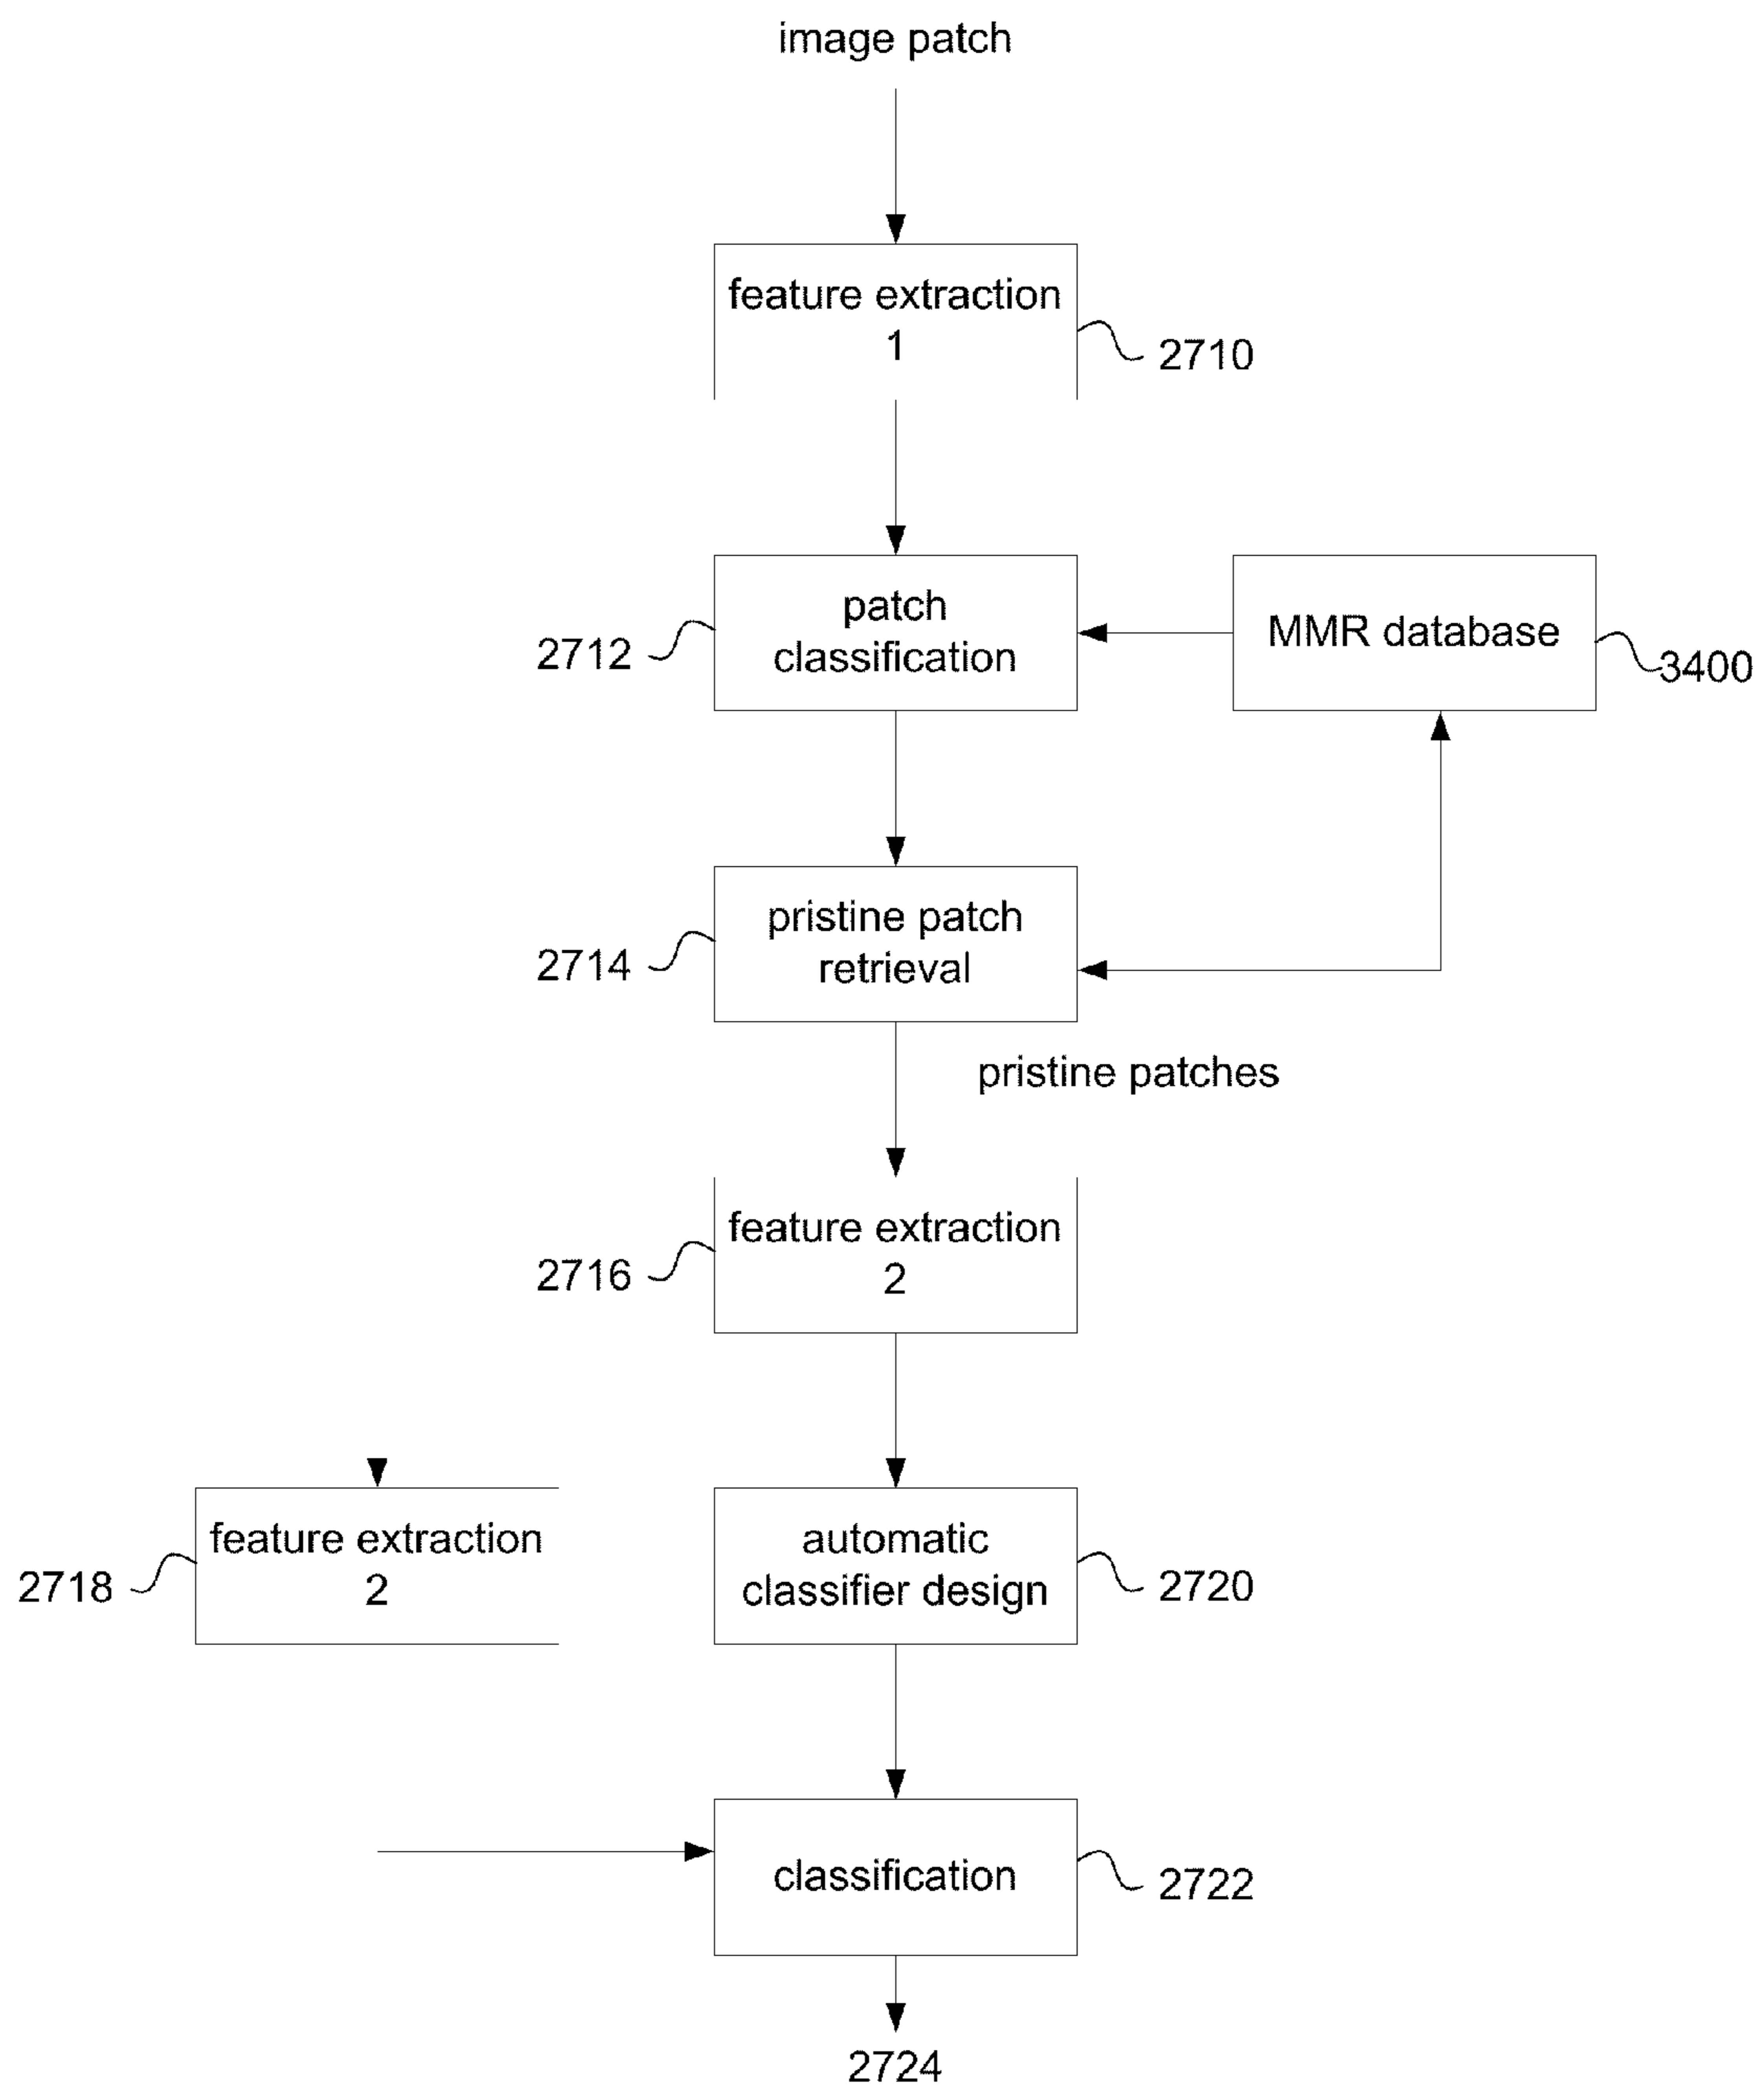 image patch
feature extraction
1
2710
patch
classification
2712
MMR database
3400
pristine patch
retrieval
2714
pristine patches
feature extraction
2
2716
feature extraction
2
2718
automatic
classifier design
2720
classification
2722
2724